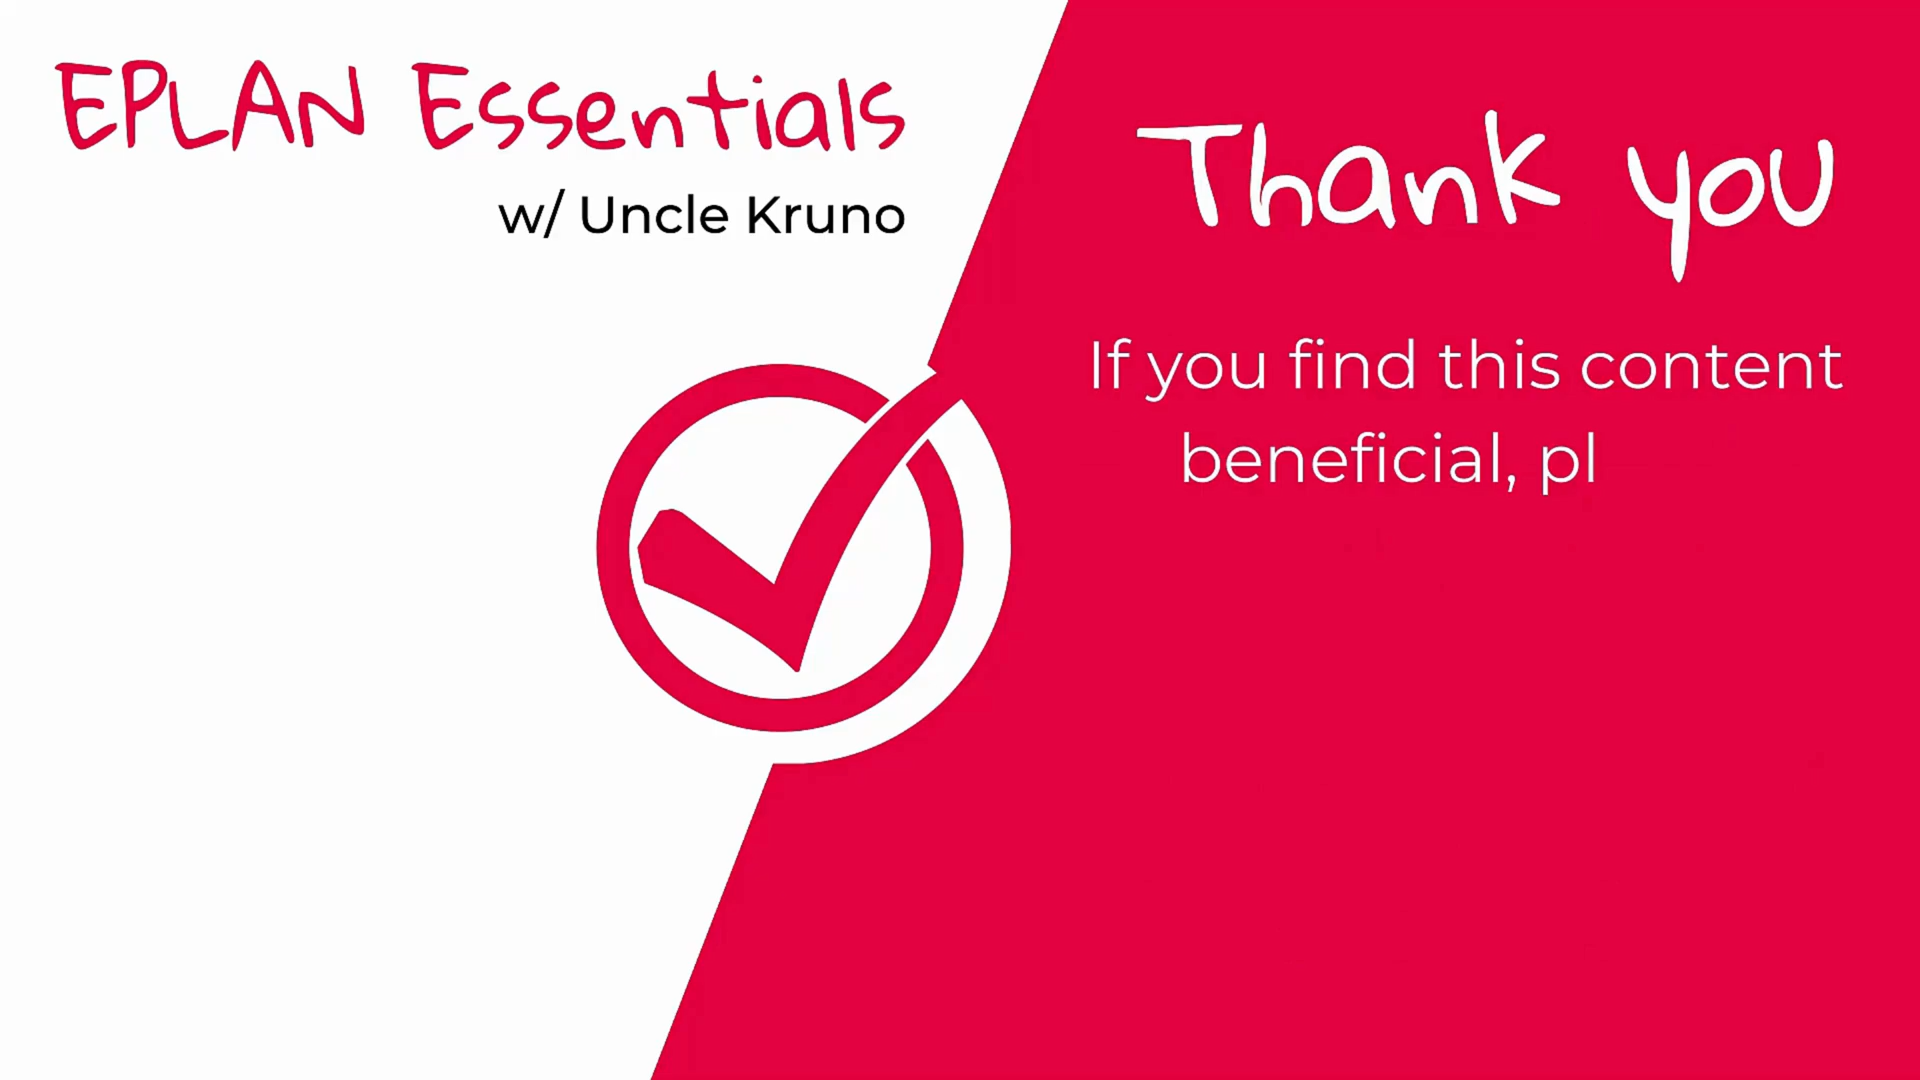 EPLAN Essentials
w/ Uncle Kruno
Thank you
If you find this content
beneficial, pl